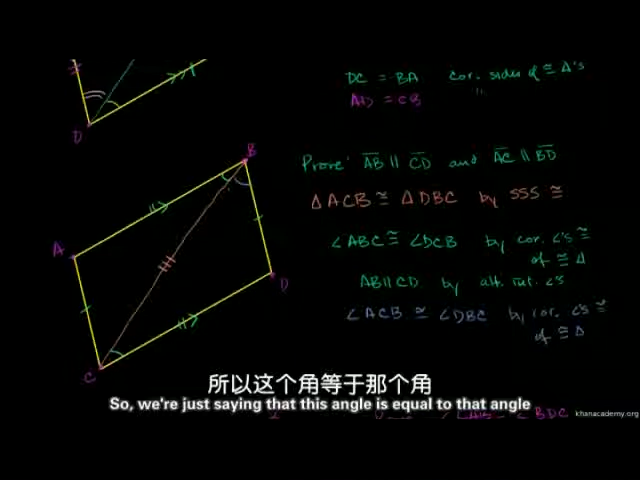 DC = BA cor. sides of ≅ Δ's
AD = CB "
D
Prove: AB ∥ CD and AC ∥ BD
B
ΔACB ≅ ΔDBC by SSS ≅
∠ABC ≅ ∠DCB by cor. ∠'s ≅
of ≅ Δ
A
AB∥CD by alt. int. ∠'s
D
∠ACB ≅ ∠DBC by cor. ∠'s ≅
of ≅ Δ
C
所以这个角等于那个角
So, we're just saying that this angle is equal to that angle
BDC
khanacademy.org